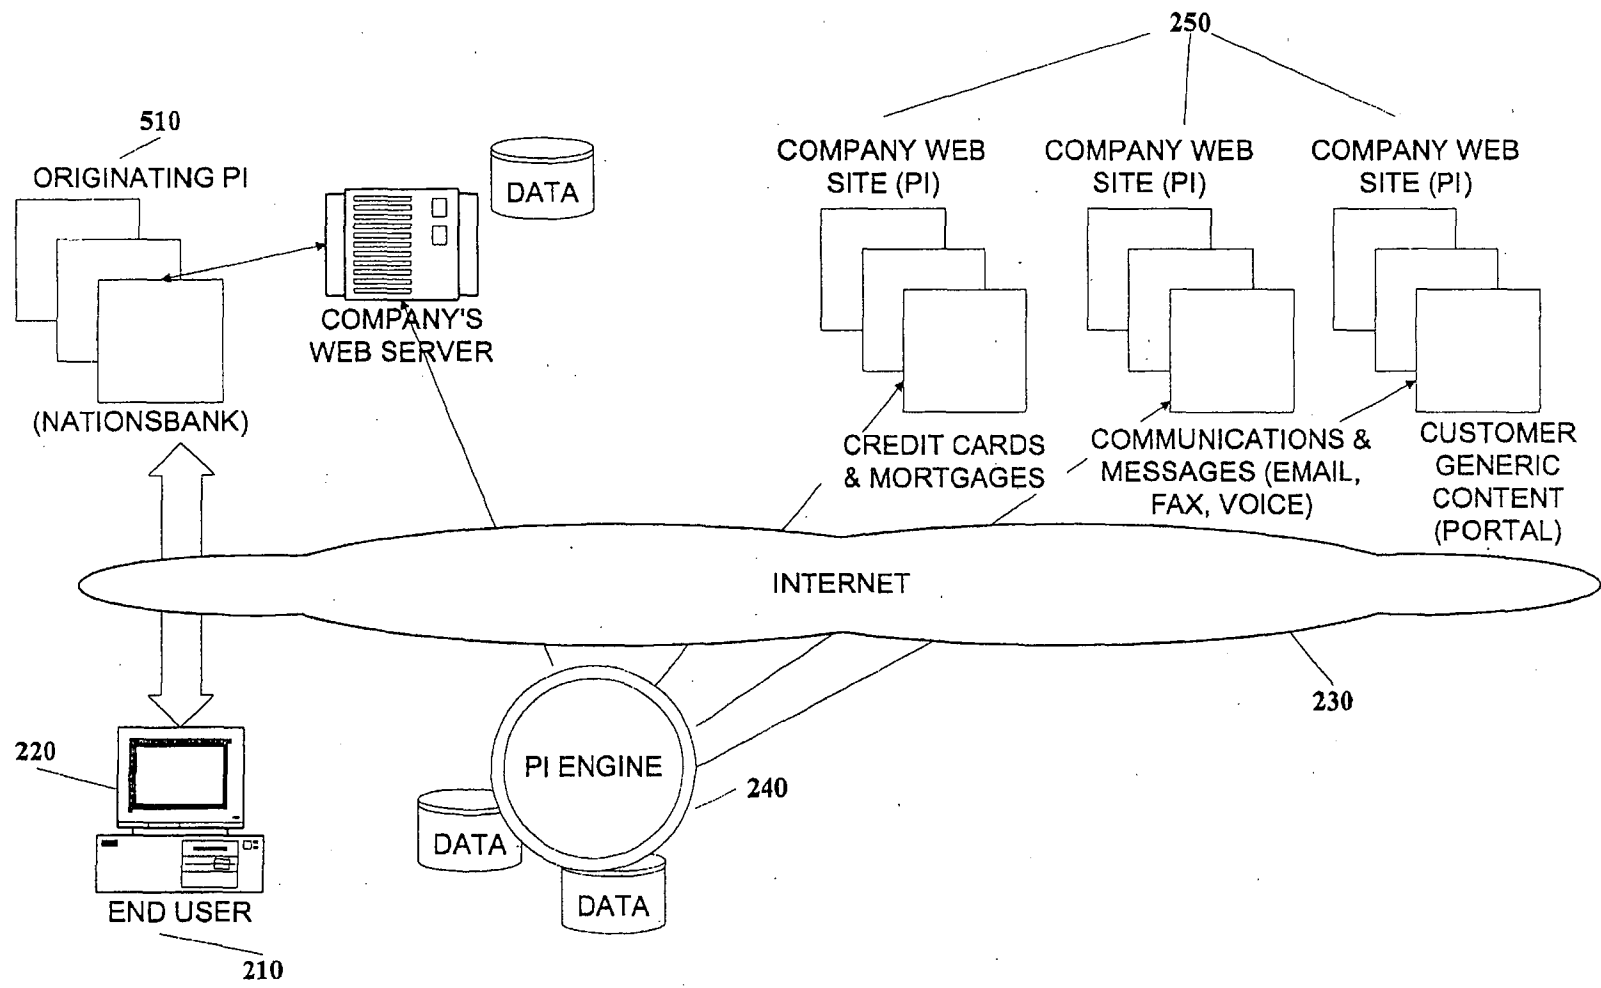 250
510
ORIGINATING PI
DATA
COMPANY WEB
SITE (PI)
COMPANY WEB
SITE (PI)
COMPANY WEB
SITE (PI)
COMPANY'S
WEB SERVER
(NATIONSBANK)
CREDIT CARDS
& MORTGAGES
COMMUNICATIONS &
MESSAGES (EMAIL,
FAX, VOICE)
CUSTOMER
GENERIC
CONTENT
(PORTAL)
INTERNET
230
220
PI ENGINE
240
DATA
DATA
END USER
210